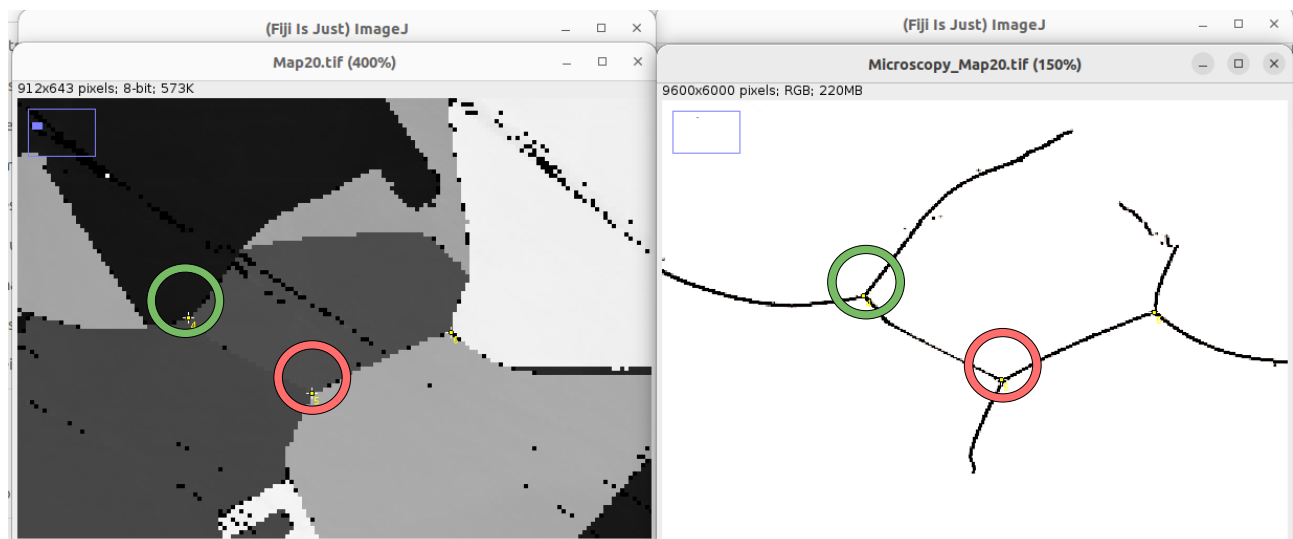 (Fiji Is Just) ImageJ
Map20.tif (400%)
912x643 pixels; 8-bit; 573K
(Fiji Is Just) ImageJ
Microscopy_Map20.tif (150%)
9600x6000 pixels; RGB; 220MB